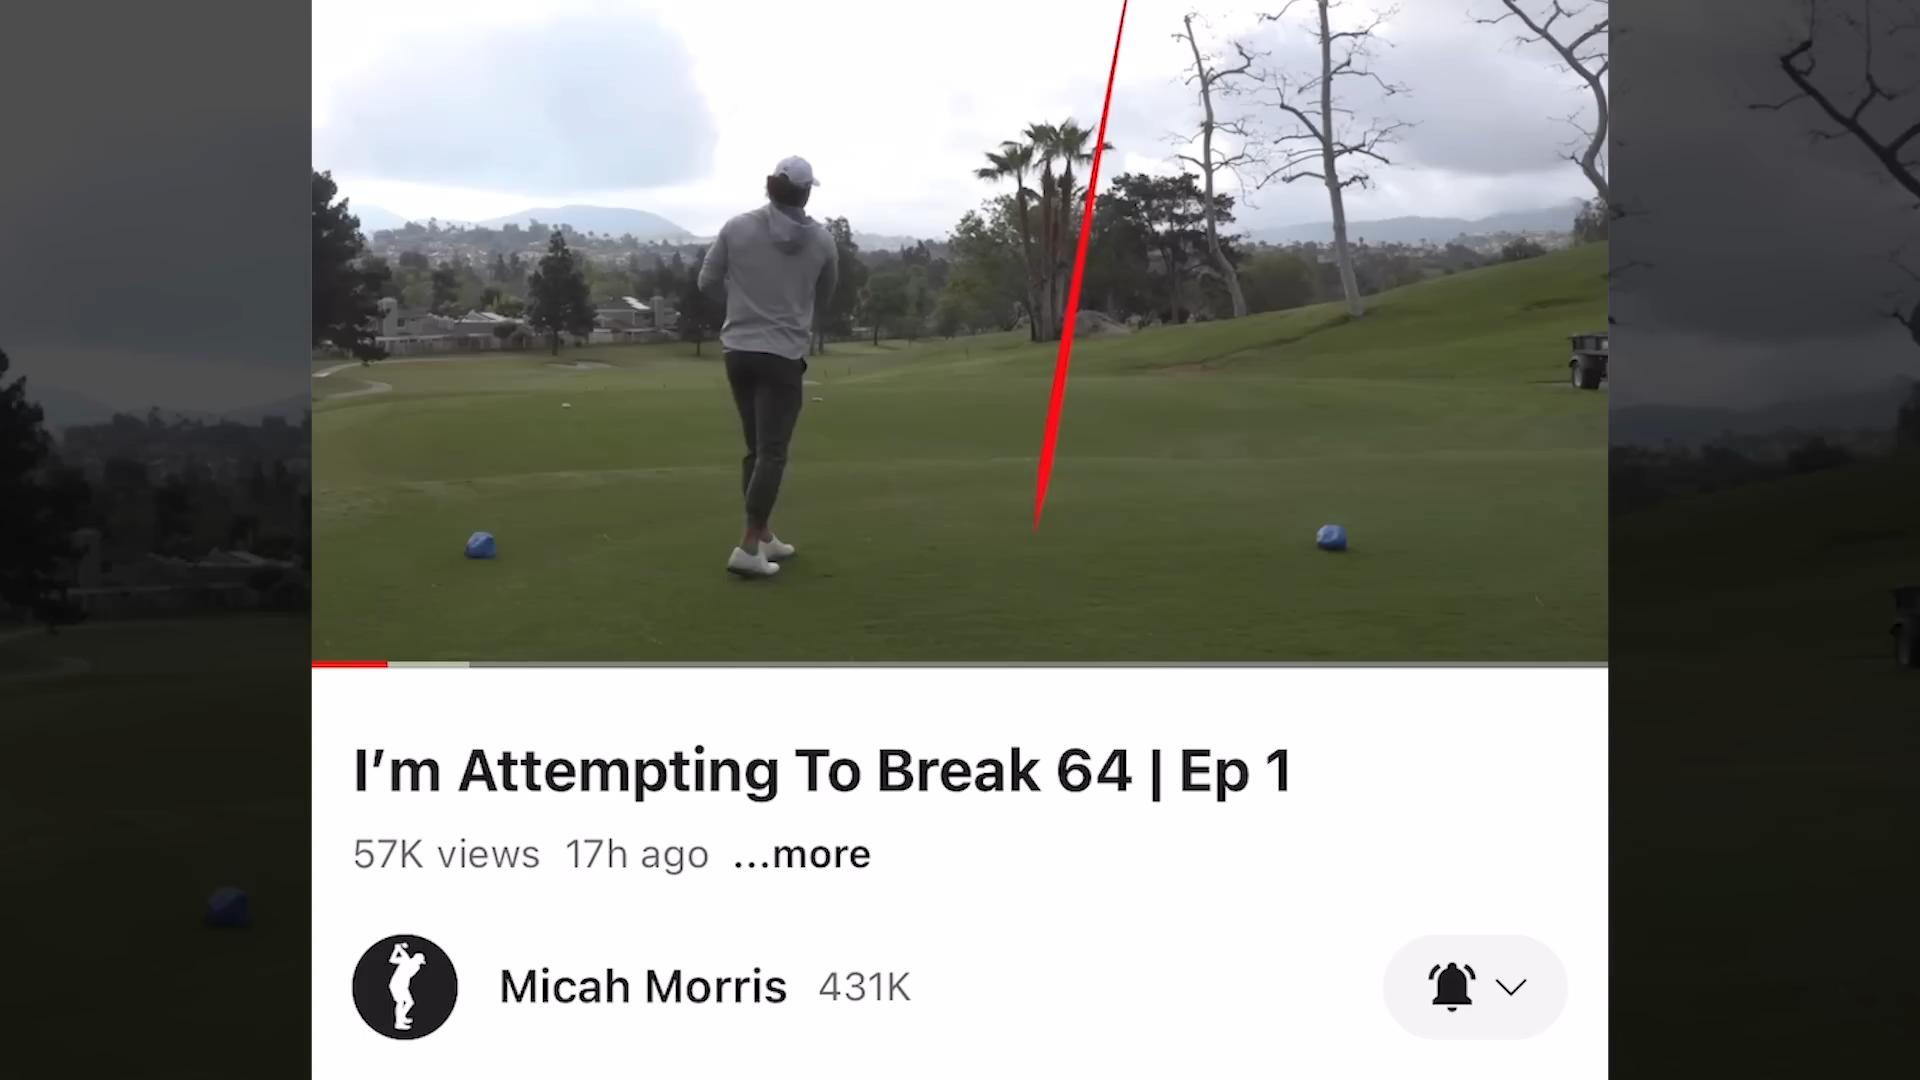 I’m Attempting To Break 64 | Ep 1
57K views 17h ago ...more
Micah Morris 431K